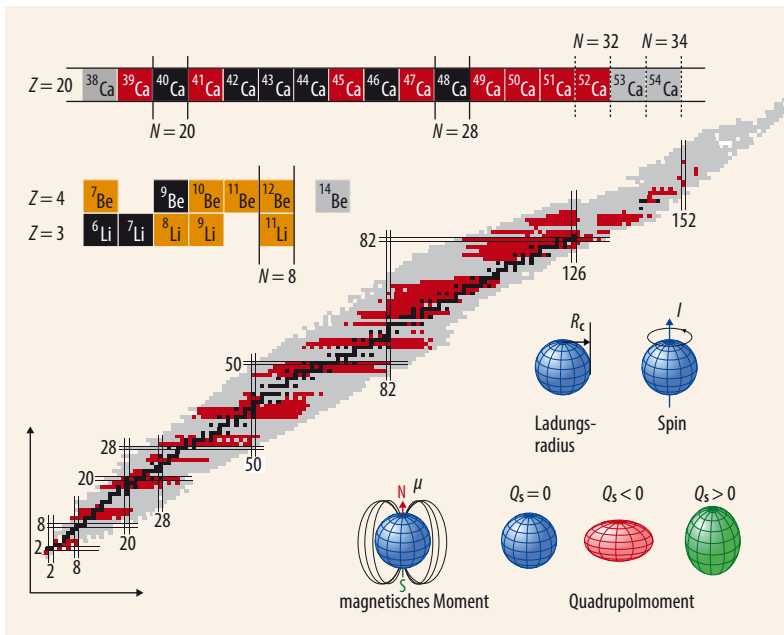 N = 32 N = 34
Z = 20 38Ca 39Ca 40Ca 41Ca 42Ca 43Ca 44Ca 45Ca 46Ca 47Ca 48Ca 49Ca 50Ca 51Ca 52Ca 53Ca 54Ca
N = 20 N = 28
Z = 4 7Be 9Be 10Be 11Be 12Be 14Be
Z = 3 6Li 7Li 8Li 9Li 11Li
N = 8
152
82
126
Rc I
50
82
Ladungs- Spin
radius
28
50
20
28
20
8
2
8
2
N μ
S
magnetisches Moment
Qs = 0 Qs < 0 Qs > 0
Quadrupolmoment